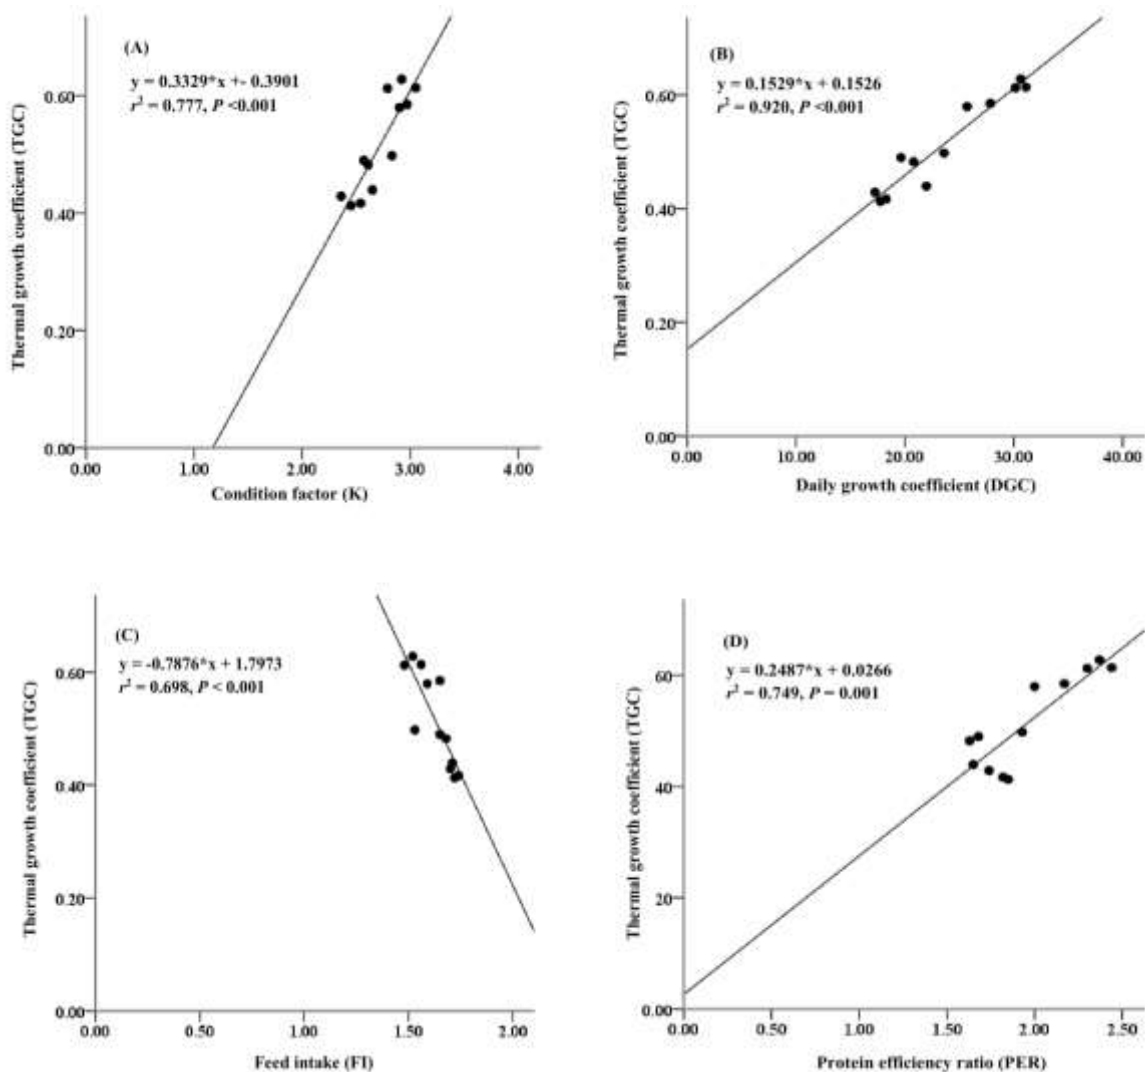 (A)
y = 0.3329*x +- 0.3901
r² = 0.777, P <0.001
Thermal growth coefficient (TGC)
0.60
0.40
0.20
0.00
0.00 1.00 2.00 3.00 4.00
Condition factor (K)
(B)
y = 0.1529*x + 0.1526
r² = 0.920, P <0.001
Thermal growth coefficient (TGC)
0.60
0.40
0.20
0.00
0.00 10.00 20.00 30.00 40.00
Daily growth coefficient (DGC)
(C)
y = -0.7876*x + 1.7973
r² = 0.698, P < 0.001
Thermal growth coefficient (TGC)
0.60
0.40
0.20
0.00
0.00 0.50 1.00 1.50 2.00
Feed intake (FI)
(D)
y = 0.2487*x + 0.0266
r² = 0.749, P = 0.001
Thermal growth coefficient (TGC)
60
40
20
0
0.00 0.50 1.00 1.50 2.00 2.50
Protein efficiency ratio (PER)